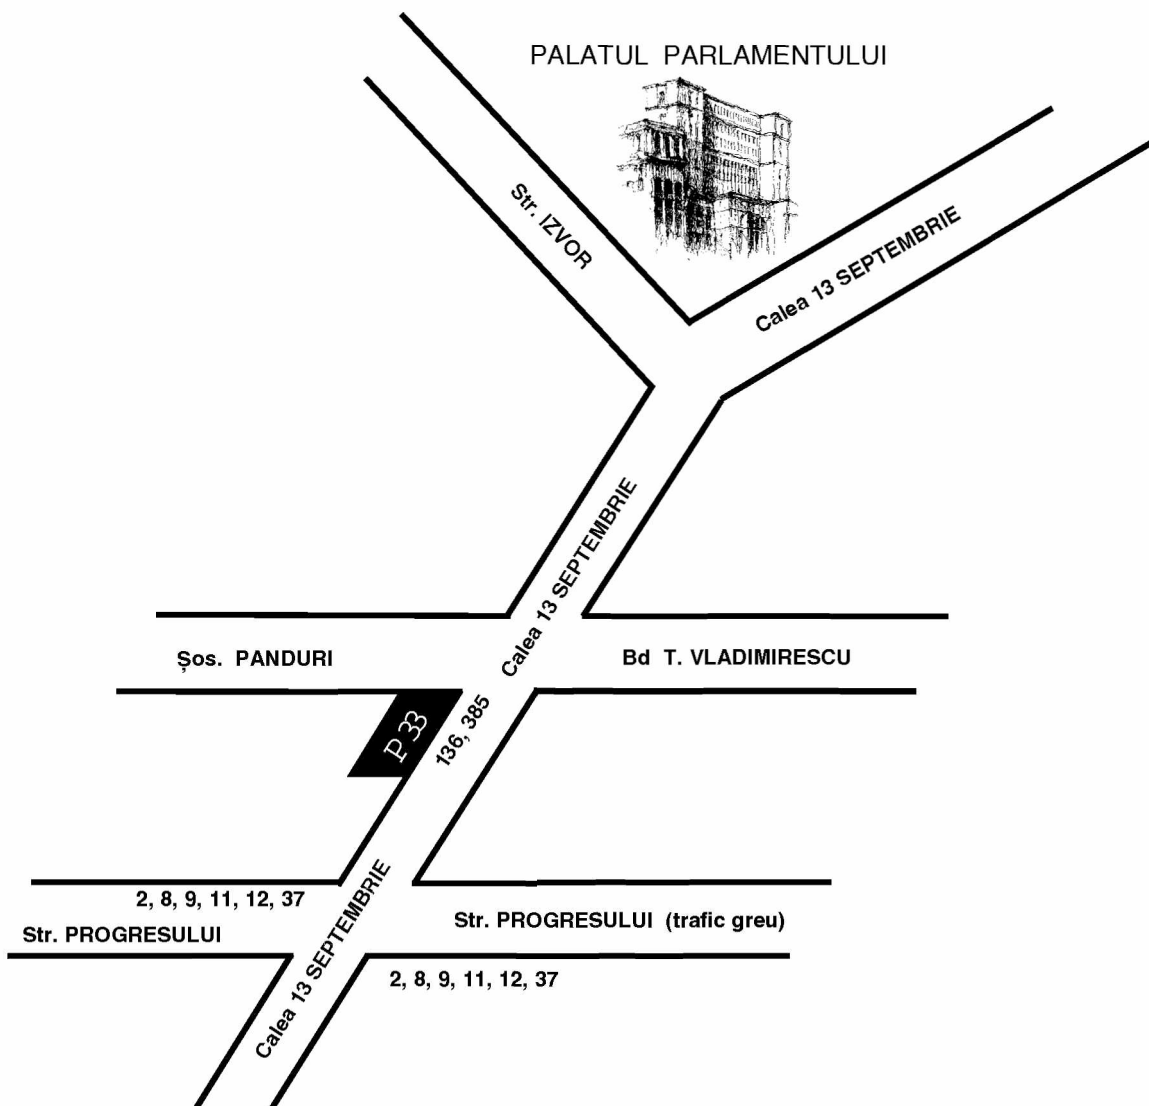 PALATUL PARLAMENTULUI
Str. IZVOR
Calea 13 SEPTEMBRIE
Calea 13 SEPTEMBRIE
Șos. PANDURI
Bd T. VLADIMIRESCU
P 33
136, 385
2, 8, 9, 11, 12, 37
Str. PROGRESULUI
Str. PROGRESULUI (trafic greu)
Calea 13 SEPTEMBRIE
2, 8, 9, 11, 12, 37